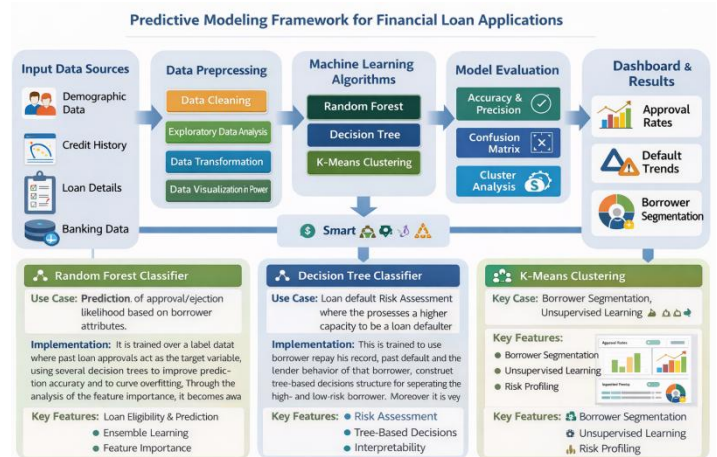 Predictive Modeling Framework for Financial Loan Applications
Input Data Sources
Demographic
Data
Credit History
Loan Details
Banking Data
Data Preprcessing
Data Cleaning
Exploratory Data Analysis
Data Transformation
Data Visualization in Power
Machine Learning
Algorithms
Random Forest
Decision Tree
K-Means Clustering
Model Evaluation
Accuracy &
Precision
Confusion
Matrix
Cluster
Analysis
Dashboard &
Results
Approval
Rates
Default
Trends
Borrower
Segmentation
Smart
Random Forest Classifier
Use Case: Prediction. of approval/ejection
likelihood based on borrower
attributes.
Implementation: It is trained over a label datat
where past loan approvals act as the target variable,
using several decision trees to improve predic-
tion accuracy and to curve overfitting, Through the
analysis of the feature importance, it becomes awa
Key Features: Loan Eligibility & Prediction
Ensemble Learning
Feature Importance
Decision Tree Classifier
Use Case: Loan default Risk Assessment
where the prosesses a higher
capacity to be a loan defaulter
Implementation: This is trained to use
borrower repay his record, past default and the
lender behavior of that borrower, construct
tree-based decisions structure for seperating the
high- and low-risk borrower. Moreover it is vey
Key Features: • Risk Assessment
• Tree-Based Decisions
• Interpretability
K-Means Clustering
Key Case: Borrower Segmentation,
Unsupervised Learning
Key Features:
• Borrower Segmentation
• Unsupervised Learning
• Risk Profiling
Key Features: Borrower Segmentation
Unsupervised Learning
Risk Profiling